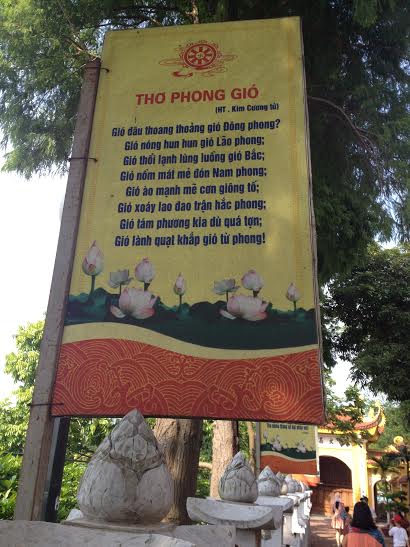 THƠ PHONG GIÓ
(HT . Kim Cương tử)
Gió đâu thoang thoảng gió Đông phong?
Gió nóng hun hun gió Lão phong;
Gió thổi lạnh lùng luồng gió Bắc;
Gió nồm mát mẻ đón Nam phong;
Gió ào mạnh mẽ cơn giông tố;
Gió xoáy lao đao trận hắc phong;
Gió tám phương kia dù quá tợn;
Gió lành quạt khắp gió từ phong!